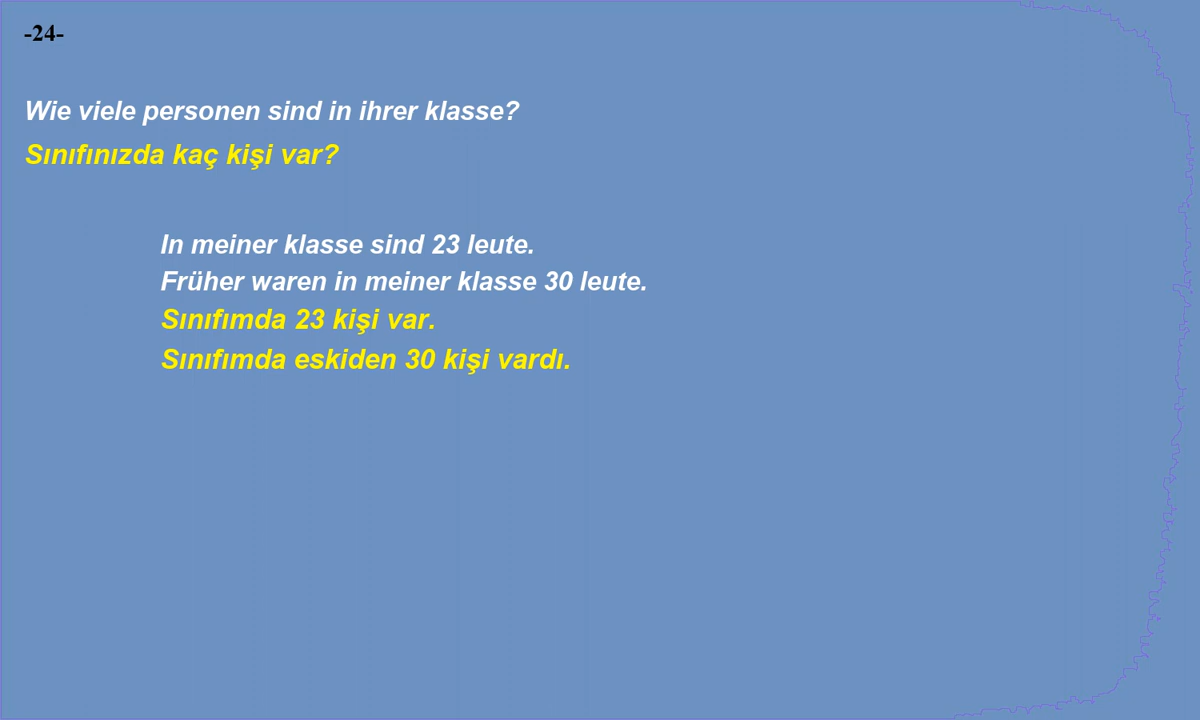 -24-
Wie viele personen sind in ihrer klasse?
Sınıfınızda kaç kişi var?
In meiner klasse sind 23 leute.
Früher waren in meiner klasse 30 leute.
Sınıfımda 23 kişi var.
Sınıfımda eskiden 30 kişi vardı.